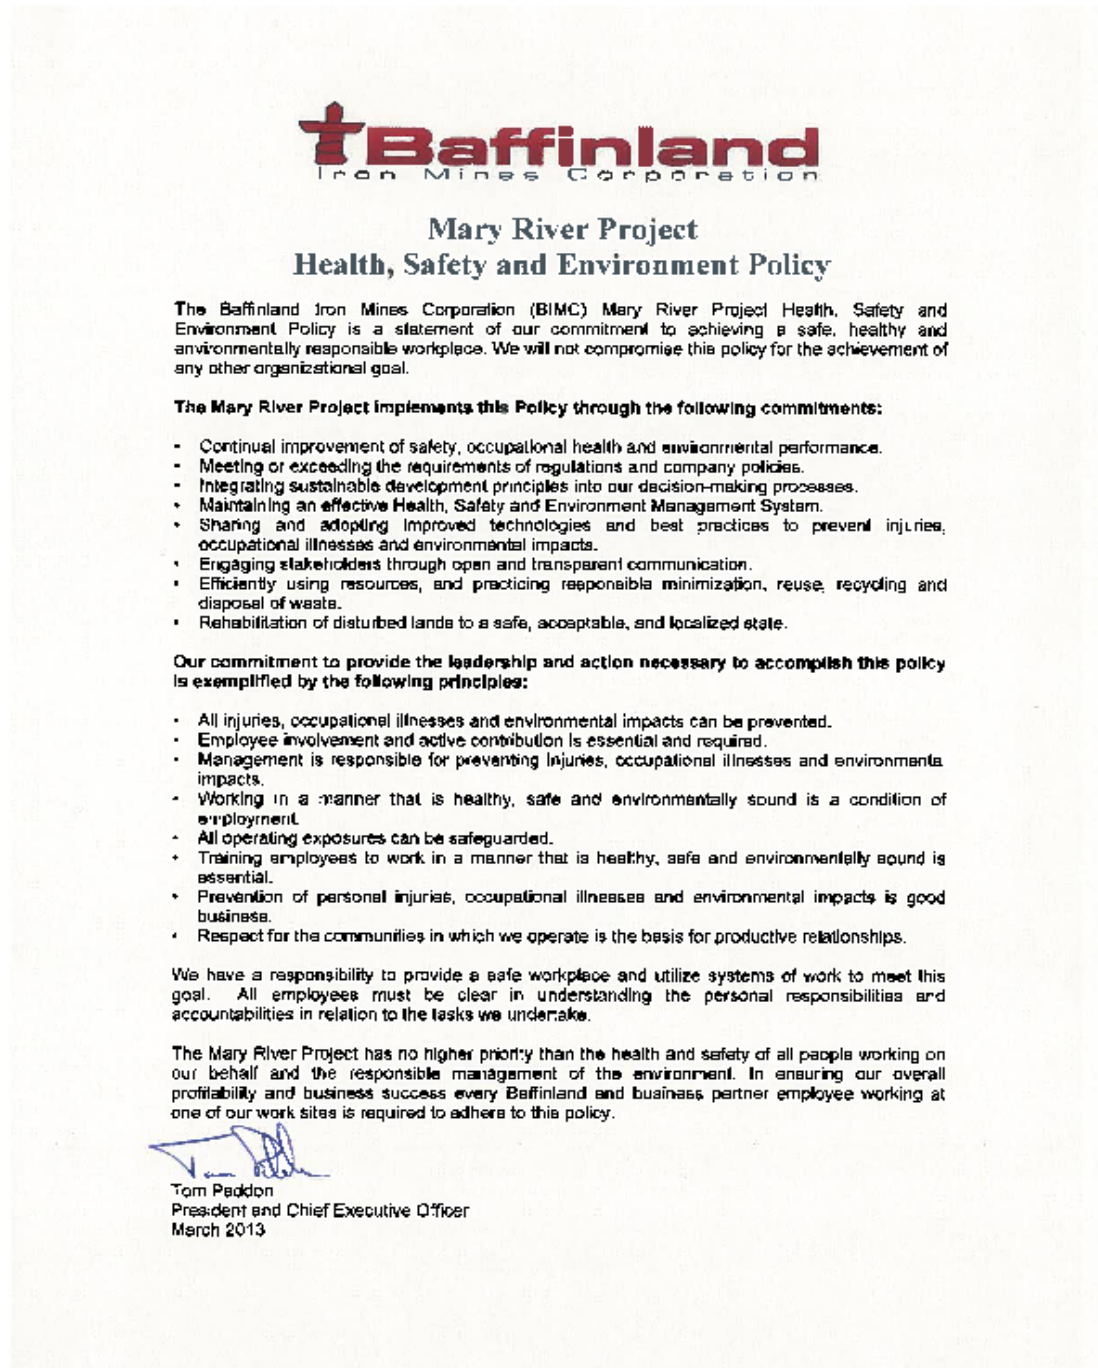 Baffinland
Iron Mines Corporation
Mary River Project
Health, Safety and Environment Policy
The Baffinland Iron Mines Corporation (BIMC) Mary River Project Health, Safety and
Environment Policy is a statement of our commitment to achieving a safe, healthy and
environmentally responsible workplace. We will not compromise this policy for the achievement of
any other organizational goal.
The Mary River Project implements this Policy through the following commitments:
- Continual improvement of safety, occupational health and environmental performance.
- Meeting or exceeding the requirements of regulations and company policies.
- Integrating sustainable development principles into our decision-making processes.
• Maintaining an effective Health, Safety and Environment Management System.
• Sharing and adopting improved technologies and best practices to prevent injuries,
occupational illnesses and environmental impacts.
• Engaging stakeholders through open and transparent communication.
• Efficiently using resources, and practicing responsible minimization, reuse, recycling and
disposal of waste.
• Rehabilitation of disturbed lands to a safe, acceptable, and localized state.
Our commitment to provide the leadership and action necessary to accomplish this policy
is exemplified by the following principles:
• All injuries, occupational illnesses and environmental impacts can be prevented.
• Employee involvement and active contribution is essential and required.
• Management is responsible for preventing injuries, occupational illnesses and environmental
impacts.
• Working in a manner that is healthy, safe and environmentally sound is a condition of
employment.
• All operating exposures can be safeguarded.
• Training employees to work in a manner that is healthy, safe and environmentally sound is
essential.
• Prevention of personal injuries, occupational illnesses and environmental impacts is good
business.
• Respect for the communities in which we operate is the basis for productive relationships.
We have a responsibility to provide a safe workplace and utilize systems of work to meet this
goal. All employees must be clear in understanding the personal responsibilities and
accountabilities in relation to the tasks we undertake.
The Mary River Project has no higher priority than the health and safety of all people working on
our behalf and the responsible management of the environment. In ensuring our overall
profitability and business success every Baffinland and business partner employee working at
one of our work sites is required to adhere to this policy.
Tom Paddon
President and Chief Executive Officer
March 2013